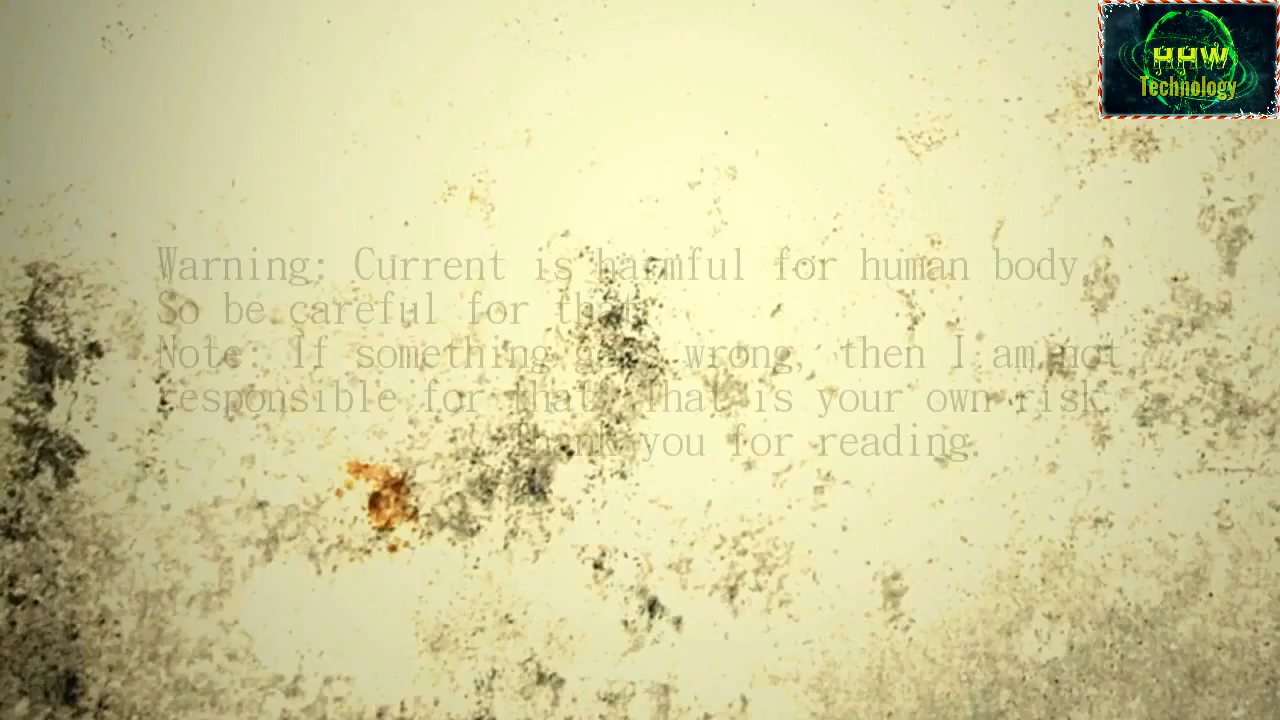 HHW
Technology
Warning: Current is harmful for human body.
So be careful for that.
Note: If something goes wrong, then I am not
responsible for that. That is your own risk.
Thank you for reading.